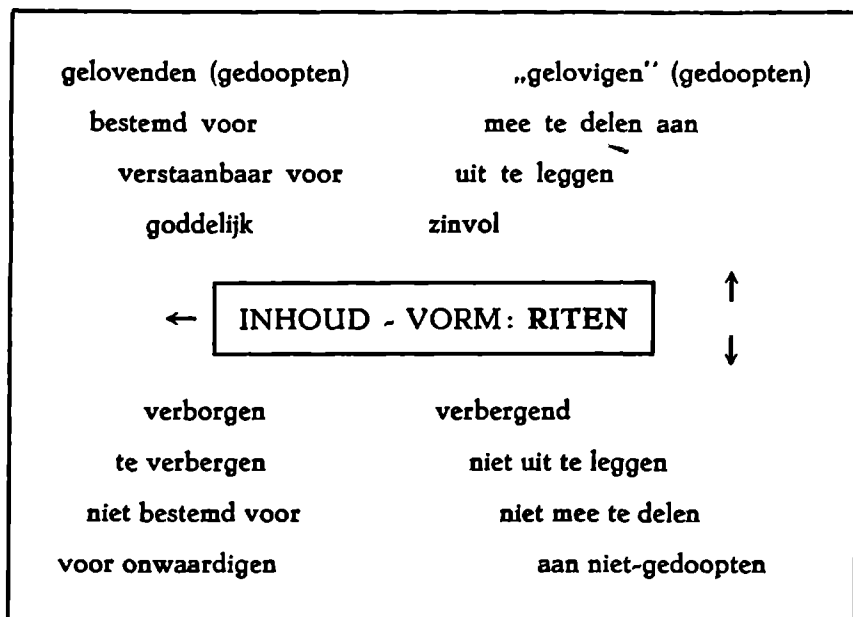 gelovenden (gedoopten) „gelovigen” (gedoopten)
bestemd voor mee te delen aan
verstaanbaar voor uit te leggen
goddelijk zinvol
← INHOUD - VORM: RITEN ↑
↓
verborgen verbergend
te verbergen niet uit te leggen
niet bestemd voor niet mee te delen
voor onwaardigen aan niet-gedoopten